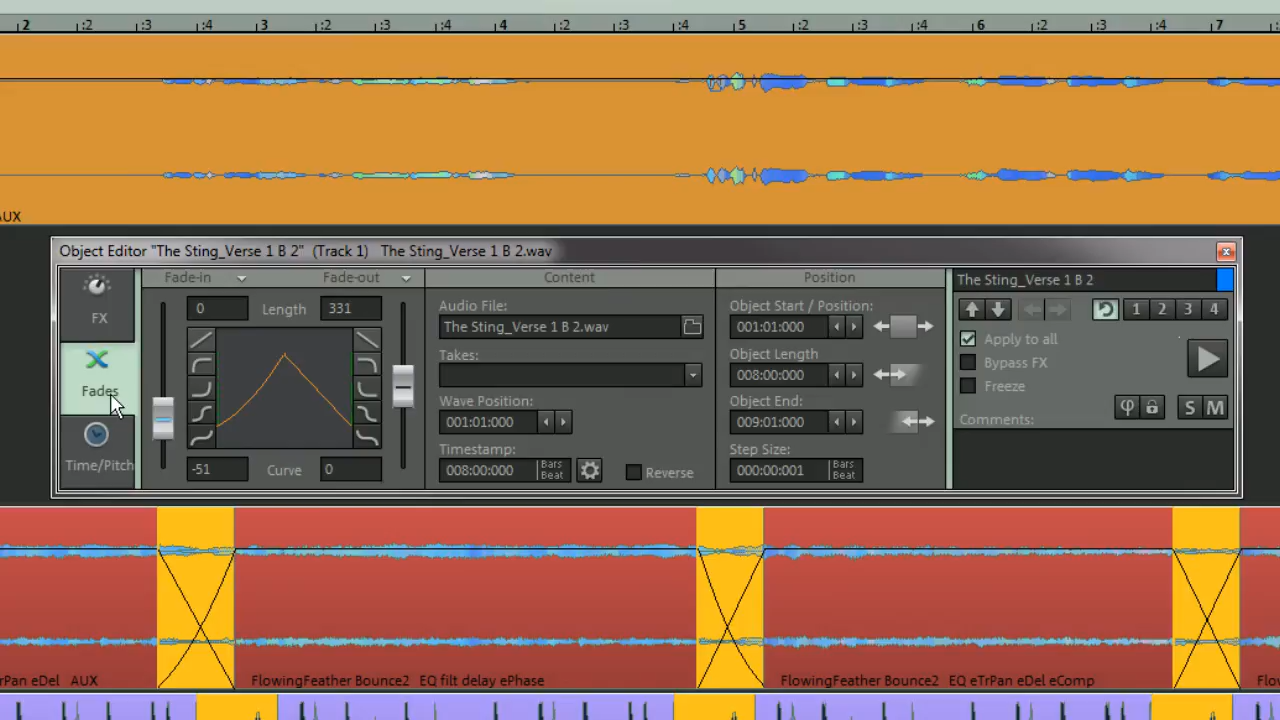 2 :2 :3 :4 3 :2 :3 4 :2 :3 :4 5 :2 :3 :4 6 :2 :3 :4 7
AUX
Object Editor "The Sting_Verse 1 B 2" (Track 1) The Sting_Verse 1 B 2.wav
Fade-in Fade-out Content Position The Sting_Verse 1 B 2
FX
0 Length 331
Audio File:
The Sting_Verse 1 B 2.wav
Object Start / Position:
001:01:000
1 2 3 4
Apply to all
Takes:
Object Length
008:00:000
Bypass FX
Freeze
Fades
Wave Position:
001:01:000
Object End:
009:01:000
φ S M
Comments:
Time/Pitch
-51 Curve 0
Timestamp:
008:00:000 Bars Beat
Reverse
Step Size:
000:00:001 Bars Beat
rPan eDel AUX
FlowingFeather Bounce2 EQ filt delay ePhase
FlowingFeather Bounce2 EQ eTrPan eDel eComp
Flow